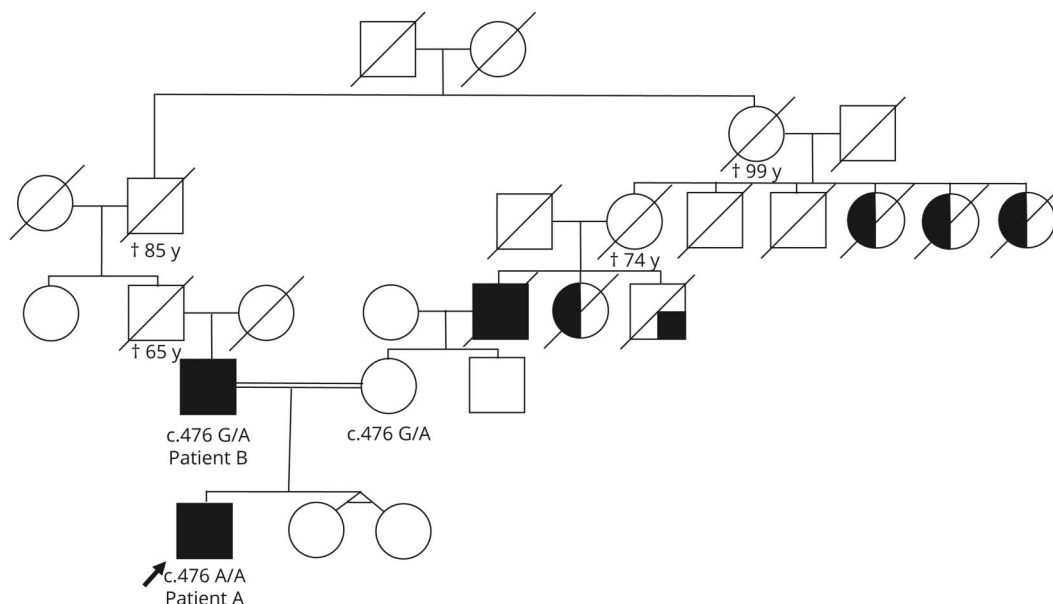 † 99 y
† 85 y
† 74 y
† 65 y
c.476 G/A
Patient B
c.476 G/A
c.476 A/A
Patient A